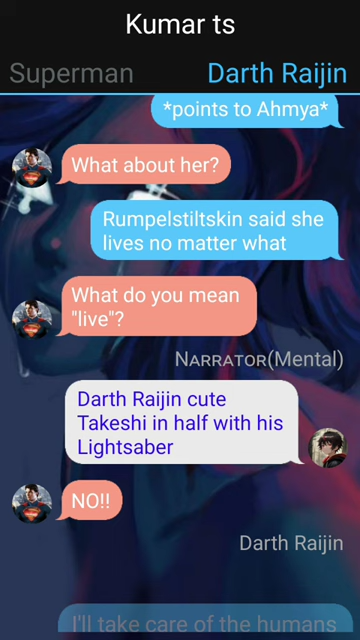 Kumar ts
Superman
Darth Raijin
*points to Ahmya*
What about her?
Rumpelstiltskin said she
lives no matter what
What do you mean
"live"?
NARRATOR(Mental)
Darth Raijin cute
Takeshi in half with his
Lightsaber
NO!!
Darth Raijin
I'll take care of the humans